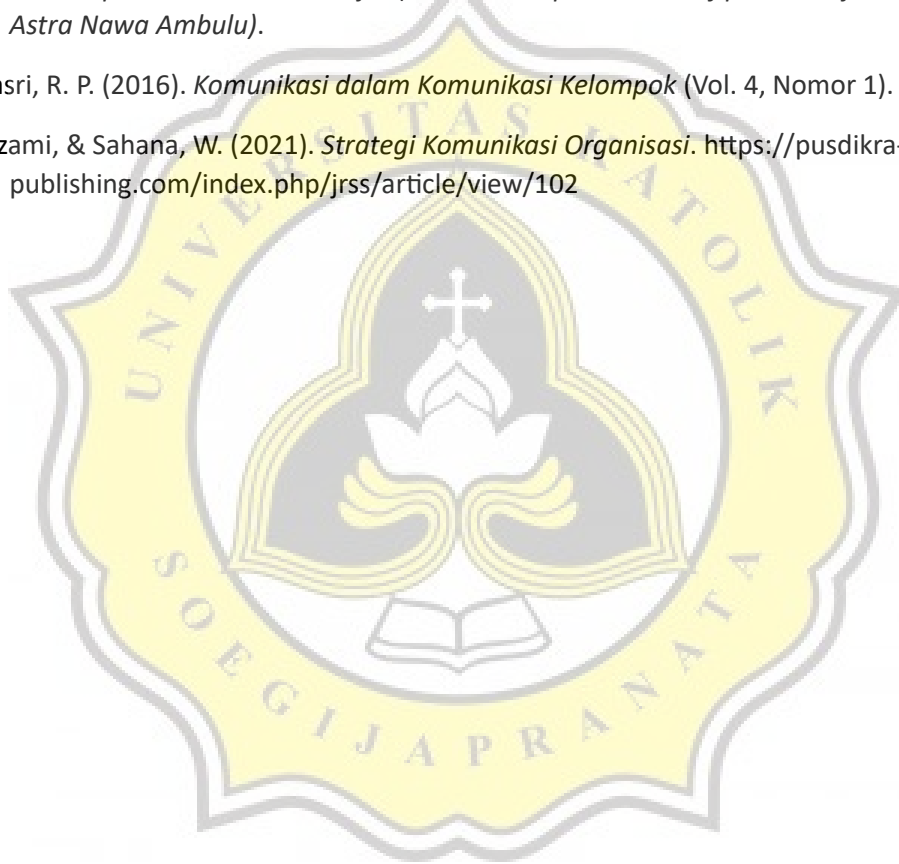 Astra Nawa Ambulu).
sri, R. P. (2016). Komunikasi dalam Komunikasi Kelompok (Vol. 4, Nomor 1).
zami, & Sahana, W. (2021). Strategi Komunikasi Organisasi. https://pusdikra-
publishing.com/index.php/jrss/article/view/102
UNIVERSITAS KATOLIK
SOEGIJAPRANATA